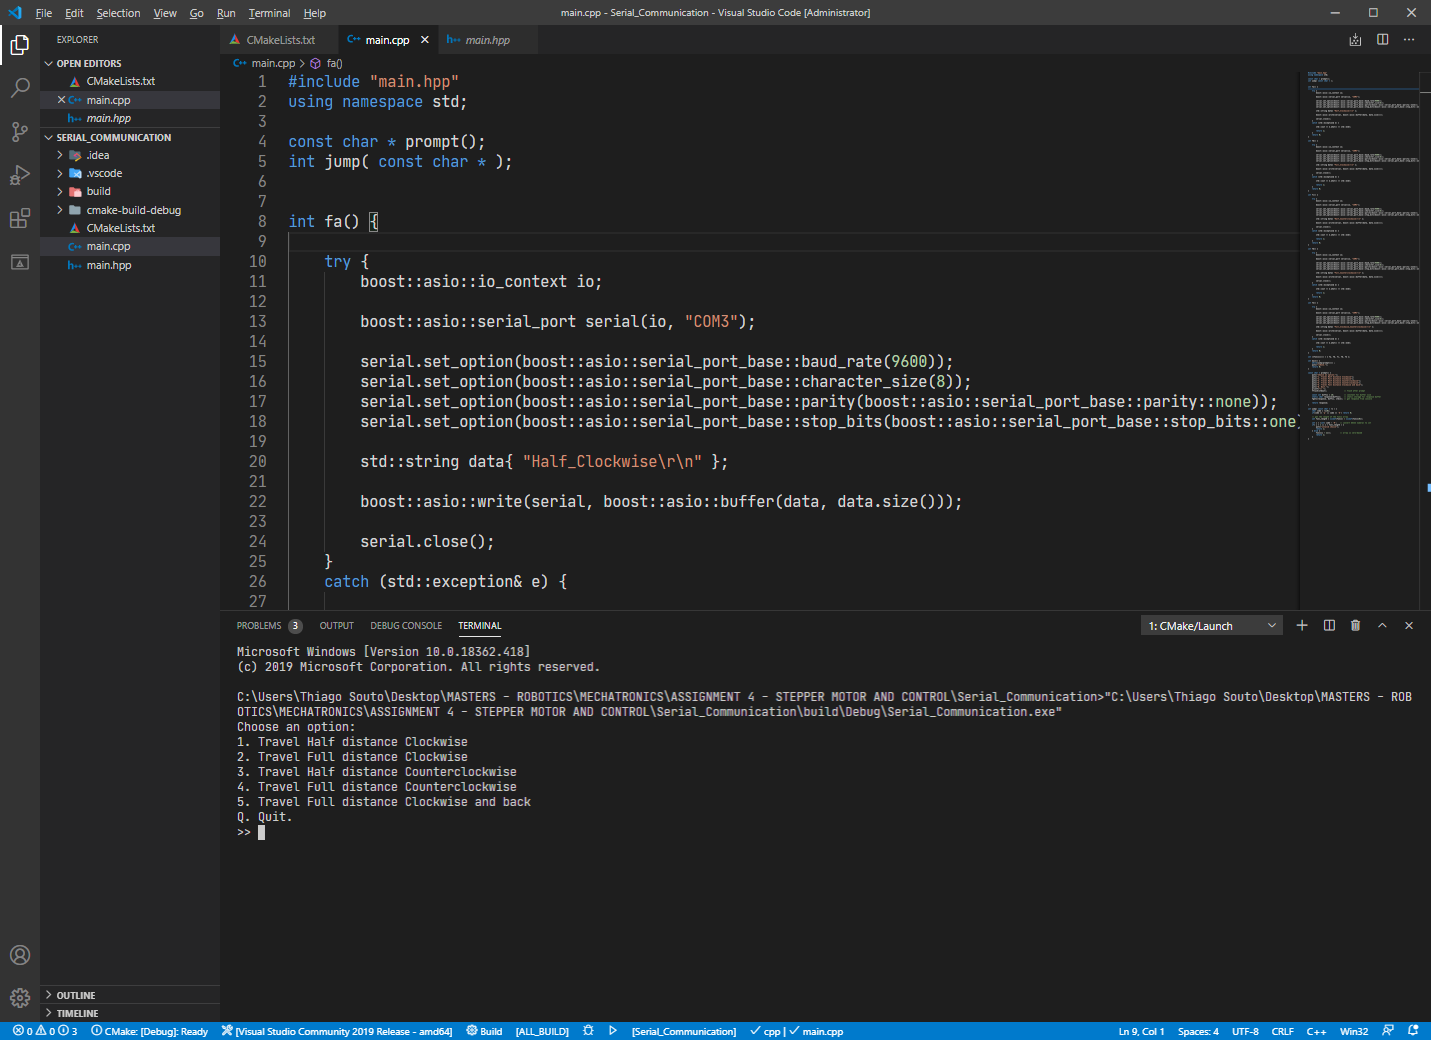 File Edit Selection View Go Run Terminal Help
main.cpp - Serial_Communication - Visual Studio Code [Administrator]
EXPLORER
OPEN EDITORS
CMakeLists.txt
main.cpp
main.hpp
SERIAL_COMMUNICATION
.idea
.vscode
build
cmake-build-debug
CMakeLists.txt
main.cpp
main.hpp
OUTLINE
TIMELINE
CMakeLists.txt main.cpp main.hpp
main.cpp > fa()
1 #include "main.hpp"
2 using namespace std;
3
4 const char * prompt();
5 int jump( const char * );
6
7
8 int fa() {
9
10 try {
11 boost::asio::io_context io;
12
13 boost::asio::serial_port serial(io, "COM3");
14
15 serial.set_option(boost::asio::serial_port_base::baud_rate(9600));
16 serial.set_option(boost::asio::serial_port_base::character_size(8));
17 serial.set_option(boost::asio::serial_port_base::parity(boost::asio::serial_port_base::parity::none));
18 serial.set_option(boost::asio::serial_port_base::stop_bits(boost::asio::serial_port_base::stop_bits::one)
19
20 std::string data{ "Half_Clockwise\r\n" };
21
22 boost::asio::write(serial, boost::asio::buffer(data, data.size()));
23
24 serial.close();
25 }
26 catch (std::exception& e) {
27
PROBLEMS 3 OUTPUT DEBUG CONSOLE TERMINAL
1: CMake/Launch
Microsoft Windows [Version 10.0.18362.418]
(c) 2019 Microsoft Corporation. All rights reserved.
C:\Users\Thiago Souto\Desktop\MASTERS - ROBOTICS\MECHATRONICS\ASSIGNMENT 4 - STEPPER MOTOR AND CONTROL\Serial_Communication>"C:\Users\Thiago Souto\Desktop\MASTERS - ROB
OTICS\MECHATRONICS\ASSIGNMENT 4 - STEPPER MOTOR AND CONTROL\Serial_Communication\build\Debug\Serial_Communication.exe"
Choose an option:
1. Travel Half distance Clockwise
2. Travel Full distance Clockwise
3. Travel Half distance Counterclockwise
4. Travel Full distance Counterclockwise
5. Travel Full distance Clockwise and back
Q. Quit.
>>
0 0 3 CMake: [Debug]: Ready [Visual Studio Community 2019 Release - amd64] Build [ALL_BUILD] [Serial_Communication] cpp | main.cpp Ln 9, Col 1 Spaces: 4 UTF-8 CRLF C++ Win32